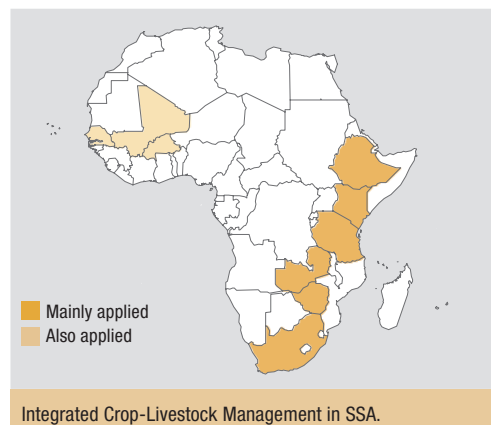 Mainly applied
Also applied
Integrated Crop-Livestock Management in SSA.